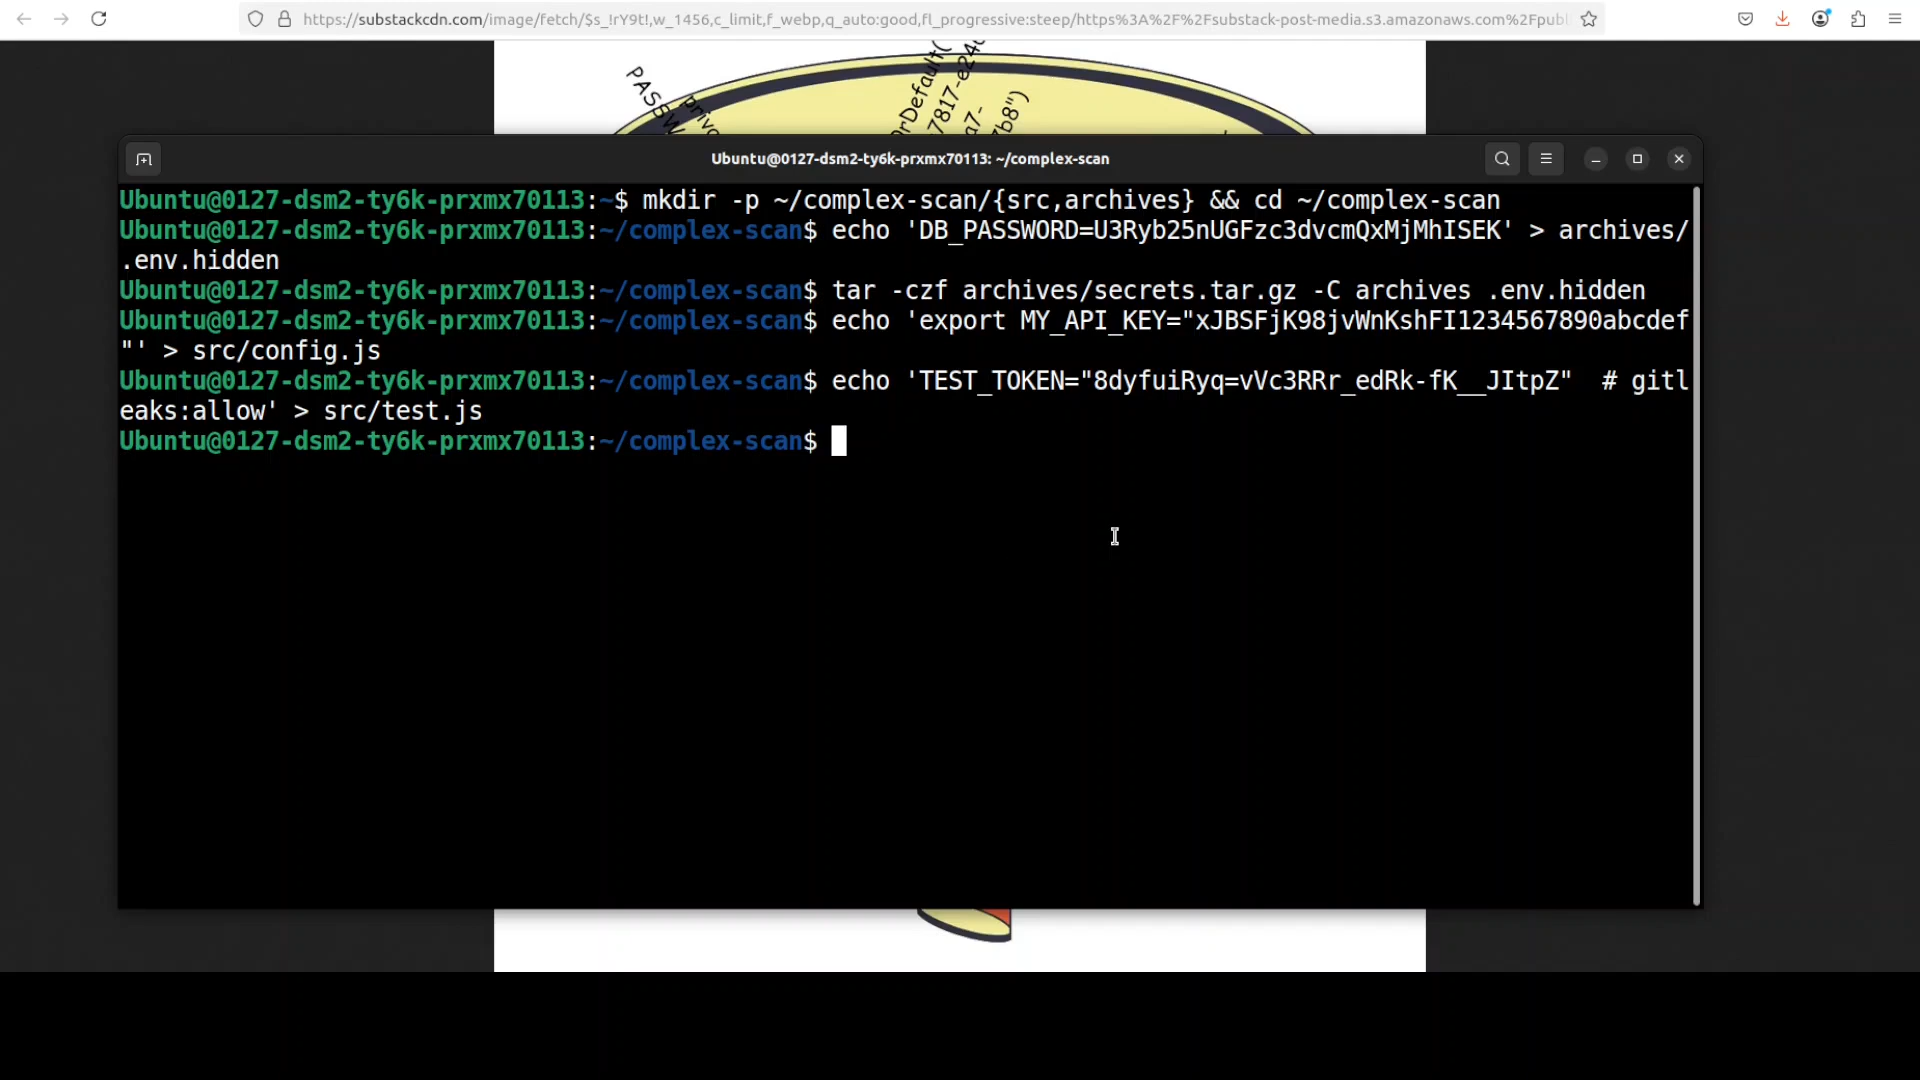 https://substackcdn.com/image/fetch/$s_!rY9t!,w_1456,c_limit,f_webp,q_auto:good,fl_progressive:steep/https%3A%2F%2Fsubstack-post-media.s3.amazonaws.com%2Fpubl
Ubuntu@0127-dsm2-ty6k-prxmx70113: ~/complex-scan
Ubuntu@0127-dsm2-ty6k-prxmx70113:~$ mkdir -p ~/complex-scan/{src,archives} && cd ~/complex-scan
Ubuntu@0127-dsm2-ty6k-prxmx70113:~/complex-scan$ echo 'DB_PASSWORD=U3Ryb25nUGFzc3dvcmQxMjMhISEK' > archives/
.env.hidden
Ubuntu@0127-dsm2-ty6k-prxmx70113:~/complex-scan$ tar -czf archives/secrets.tar.gz -C archives .env.hidden
Ubuntu@0127-dsm2-ty6k-prxmx70113:~/complex-scan$ echo 'export MY_API_KEY="xJBSFjK98jvWnKshFI1234567890abcdef
"' > src/config.js
Ubuntu@0127-dsm2-ty6k-prxmx70113:~/complex-scan$ echo 'TEST_TOKEN="8dyfuiRyq=vVc3RRr_edRk-fK__JItpZ"  # gitl
eaks:allow' > src/test.js
Ubuntu@0127-dsm2-ty6k-prxmx70113:~/complex-scan$